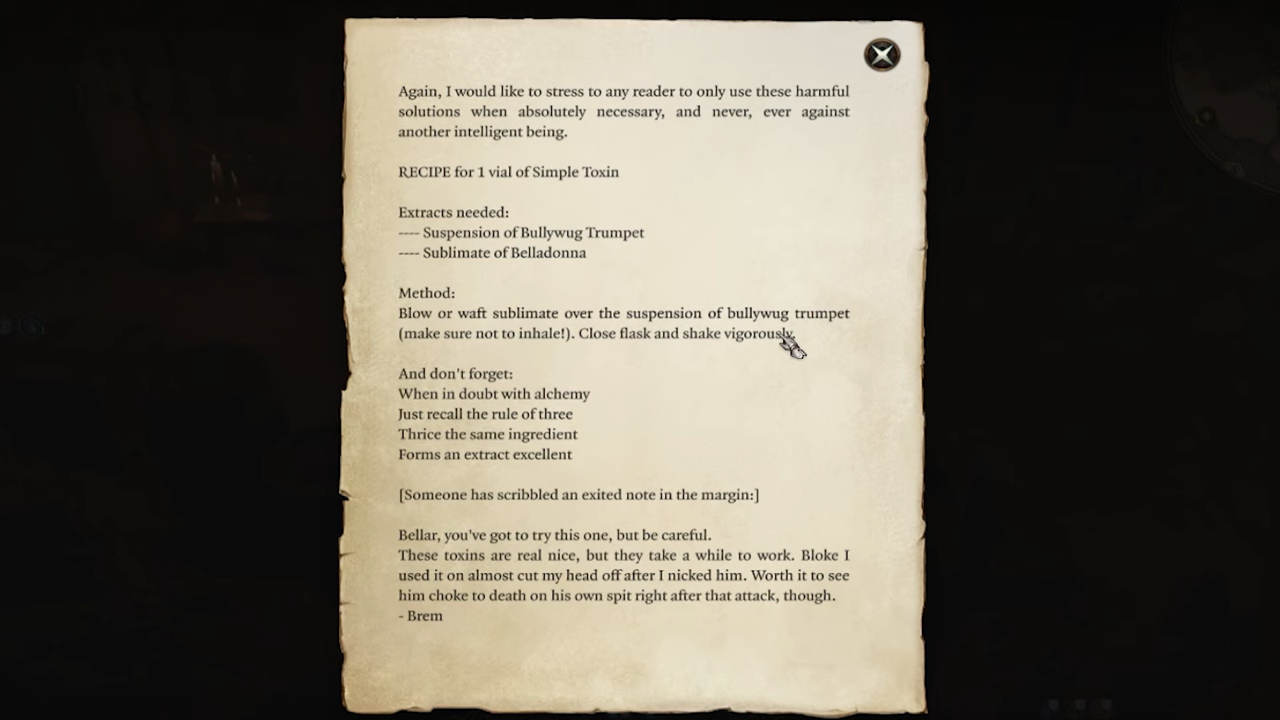 Again, I would like to stress to any reader to only use these harmful
solutions when absolutely necessary, and never, ever against
another intelligent being.
RECIPE for 1 vial of Simple Toxin
Extracts needed:
---- Suspension of Bullywug Trumpet
---- Sublimate of Belladonna
Method:
Blow or waft sublimate over the suspension of bullywug trumpet
(make sure not to inhale!). Close flask and shake vigorously.
And don't forget:
When in doubt with alchemy
Just recall the rule of three
Thrice the same ingredient
Forms an extract excellent
[Someone has scribbled an exited note in the margin:]
Bellar, you've got to try this one, but be careful.
These toxins are real nice, but they take a while to work. Bloke I
used it on almost cut my head off after I nicked him. Worth it to see
him choke to death on his own spit right after that attack, though.
- Brem